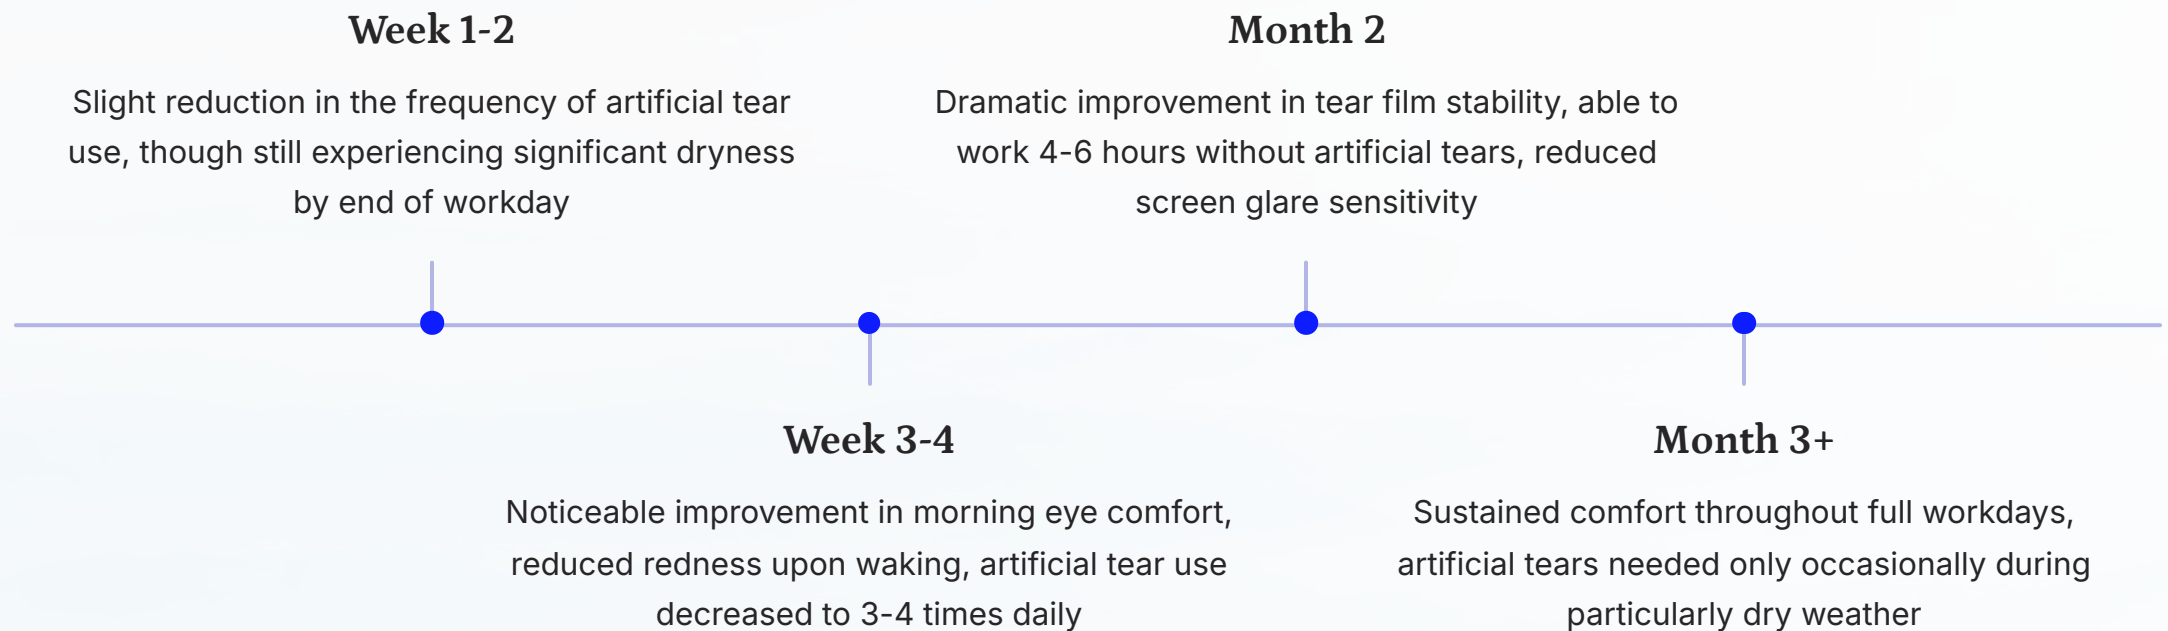 Week 1-2
Slight reduction in the frequency of artificial tear
use, though still experiencing significant dryness
by end of workday
Month 2
Dramatic improvement in tear film stability, able to
work 4-6 hours without artificial tears, reduced
screen glare sensitivity
Week 3-4
Noticeable improvement in morning eye comfort,
reduced redness upon waking, artificial tear use
decreased to 3-4 times daily
Month 3+
Sustained comfort throughout full workdays,
artificial tears needed only occasionally during
particularly dry weather